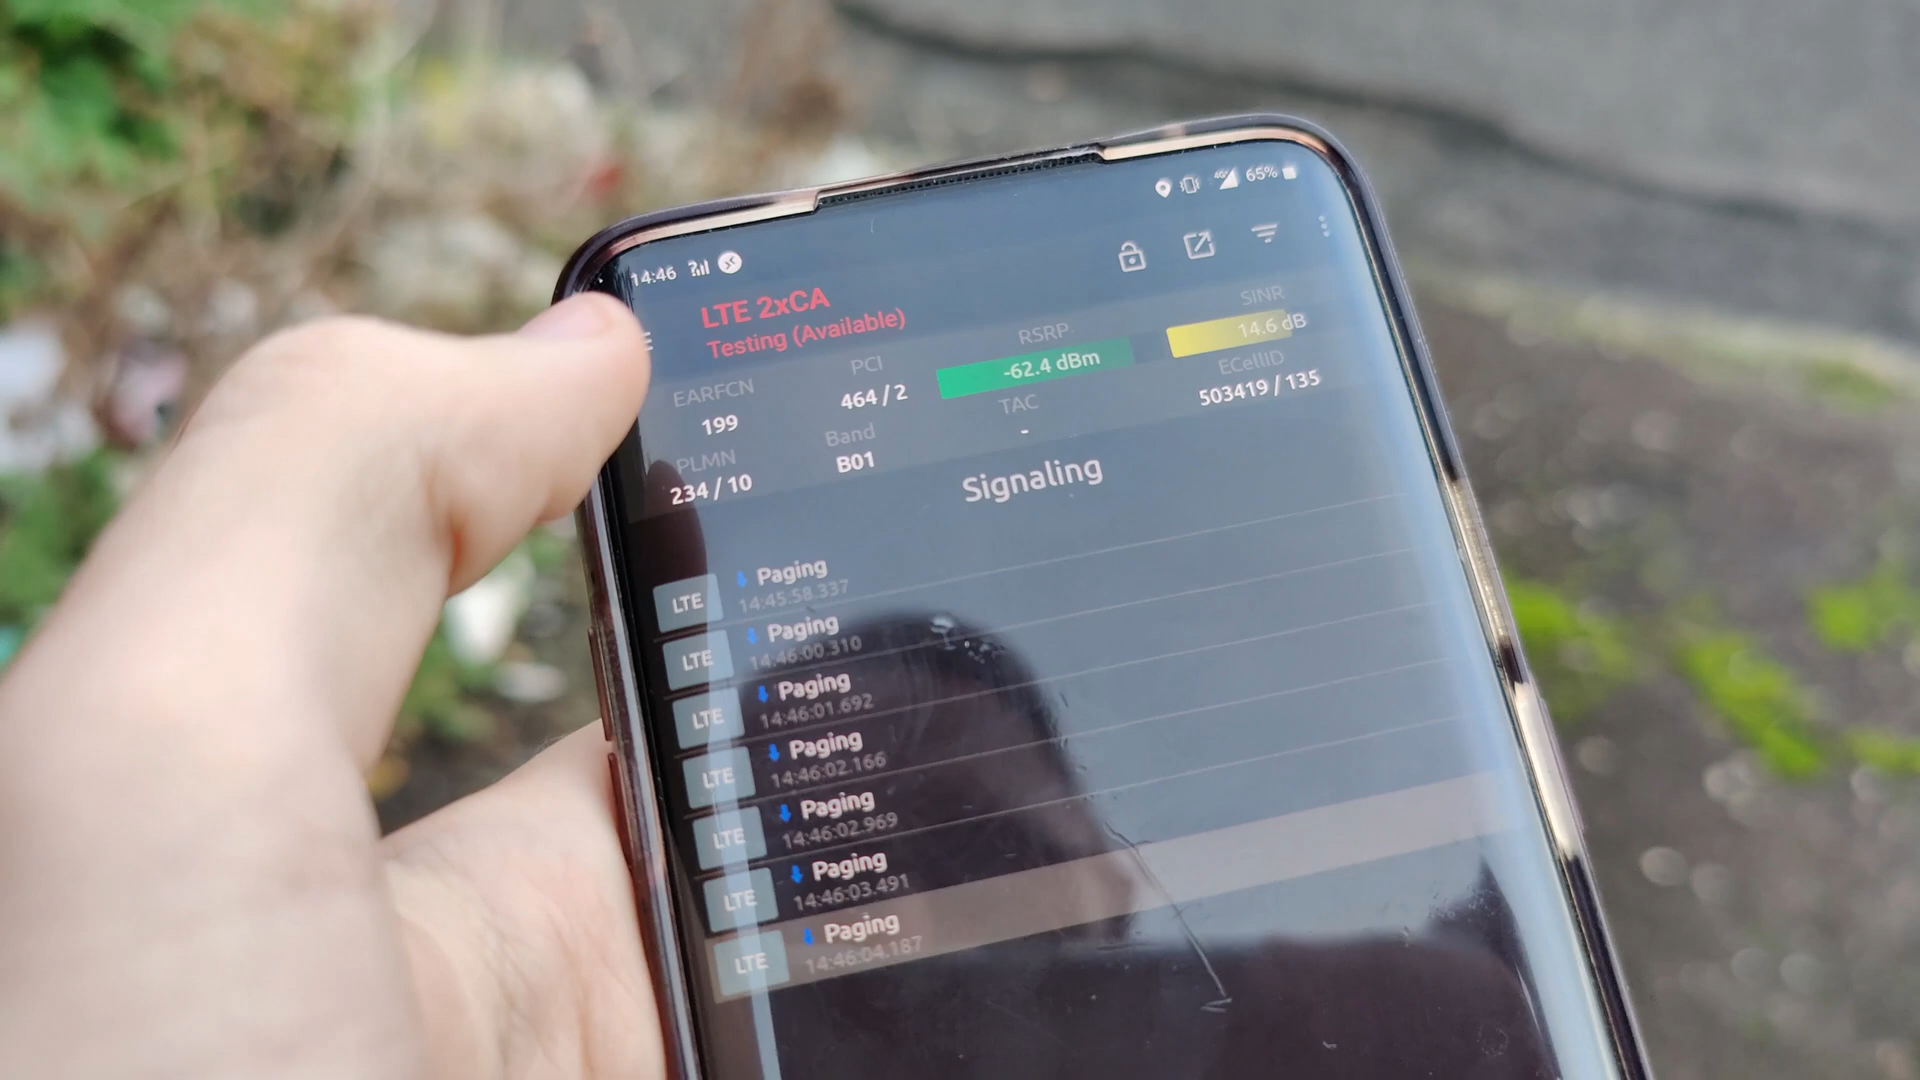 14:46
4G+ 65%
LTE 2xCA
Testing (Available)
EARFCN PCI RSRP SINR
199 464 / 2 -62.4 dBm 14.6 dB
PLMN Band TAC ECellID
234 / 10 B01 - 503419 / 135
Signaling
LTE Paging
14:45:58.337
LTE Paging
14:46:00.310
LTE Paging
14:46:01.692
LTE Paging
14:46:02.166
LTE Paging
14:46:02.969
LTE Paging
14:46:03.491
LTE Paging
14:46:04.187